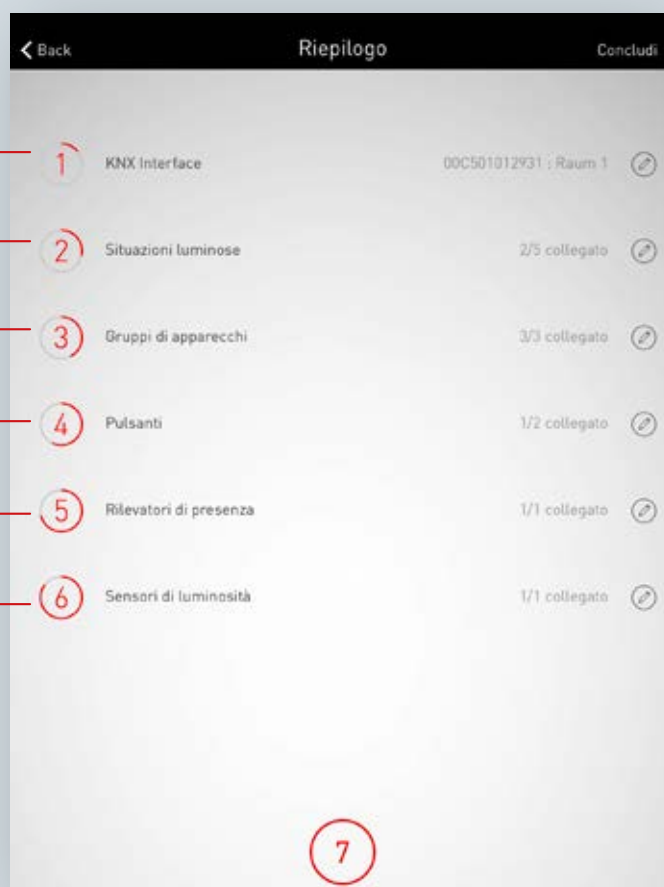 Back Riepilogo Concludi
1 KNX Interface 00C501012931 ; Raum 1
2 Situazioni luminose 2/5 collegato
3 Gruppi di apparecchi 3/3 collegato
4 Pulsanti 1/2 collegato
5 Rilevatori di presenza 1/1 collegato
6 Sensori di luminosità 1/1 collegato
7